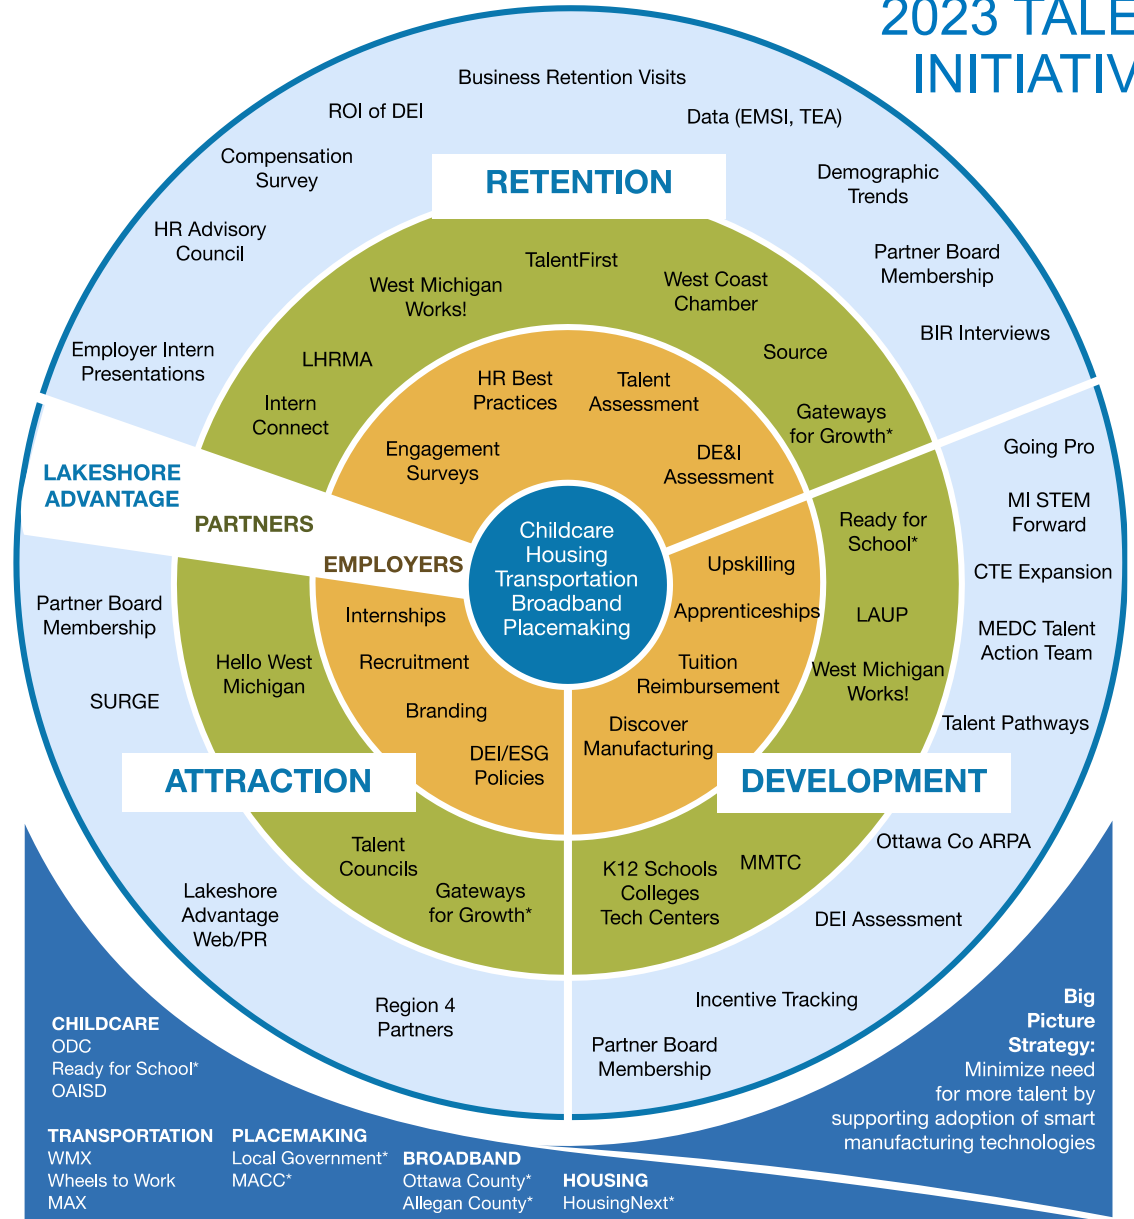 2023 TALE
INITIATIV
Business Retention Visits
ROI of DEI
Data (EMSI, TEA)
Compensation
Survey
Demographic
Trends
HR Advisory
Council
Partner Board
Membership
Employer Intern
Presentations
BIR Interviews
RETENTION
TalentFirst
West Michigan
Works!
West Coast
Chamber
LHRMA
Source
Intern
Connect
Gateways
for Growth*
HR Best
Practices
Talent
Assessment
Engagement
Surveys
DE&I
Assessment
LAKESHORE
ADVANTAGE
PARTNERS
EMPLOYERS
Childcare
Housing
Transportation
Broadband
Placemaking
Going Pro
MI STEM
Forward
CTE Expansion
MEDC Talent
Action Team
Talent Pathways
Ottawa Co ARPA
DEI Assessment
Incentive Tracking
Partner Board
Membership
Ready for
School*
LAUP
West Michigan
Works!
MMTC
K12 Schools
Colleges
Tech Centers
Upskilling
Apprenticeships
Tuition
Reimbursement
Discover
Manufacturing
DEVELOPMENT
Partner Board
Membership
SURGE
Lakeshore
Advantage
Web/PR
Region 4
Partners
Hello West
Michigan
Talent
Councils
Gateways
for Growth*
Internships
Recruitment
Branding
DEI/ESG
Policies
ATTRACTION
CHILDCARE
ODC
Ready for School*
OAISD
TRANSPORTATION
WMX
Wheels to Work
MAX
PLACEMAKING
Local Government*
MACC*
BROADBAND
Ottawa County*
Allegan County*
HOUSING
HousingNext*
Big
Picture
Strategy:
Minimize need
for more talent by
supporting adoption of smart
manufacturing technologies